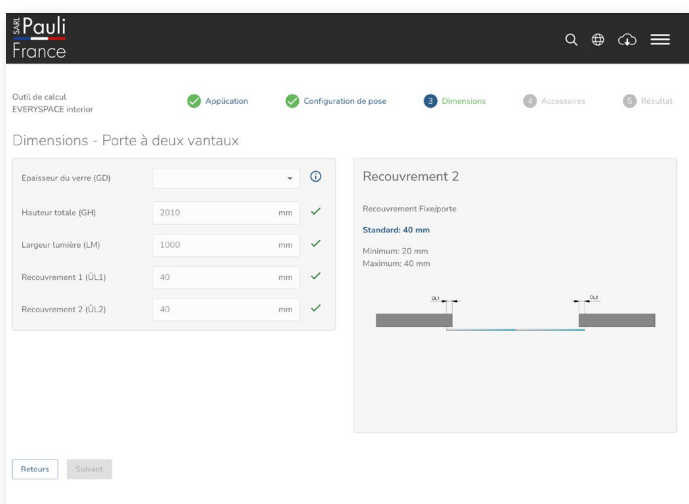 SARL Pauli
France
Outil de calcul
EVERYSPACE interior
Application
Configuration de pose
3 Dimensions
4 Accessoires
5 Résultat
Dimensions - Porte à deux vantaux
Epaisseur du verre (GD)
Hauteur totale (GH) 2010 mm
Largeur lumière (LM) 1000 mm
Recouvrement 1 (ÜL1) 40 mm
Recouvrement 2 (ÜL2) 40 mm
Recouvrement 2
Recouvrement Fixe/porte
Standard: 40 mm
Minimum: 20 mm
Maximum: 40 mm
ÜL1 ÜL2
Retours Suivant